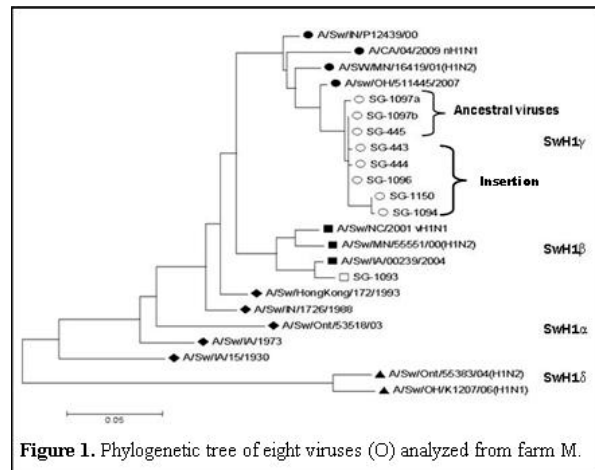 A/Sw/IN/P12439/00
A/CA/04/2009 nH1N1
A/SW/MN/16419/01(H1N2)
A/sw/OH/511445/2007
SG-1097a
SG-1097b
Ancestral viruses
SG-445
SwH1γ
SG-443
SG-444
SG-1096
Insertion
SG-1150
SG-1094
A/Sw/NC/2001 vH1N1
A/Sw/MN/55551/00(H1N2)
SwH1β
A/Sw/IA/00239/2004
SG-1093
A/Sw/HongKong/172/1993
A/Sw/IN/1726/1988
A/Sw/Ont/53518/03
SwH1α
A/Sw/IA/1973
A/Sw/IA/15/1930
A/Sw/Ont/55383/04(H1N2)
SwH1δ
A/Sw/OH/K1207/06(H1N1)
0.05
Figure 1. Phylogenetic tree of eight viruses (O) analyzed from farm M.